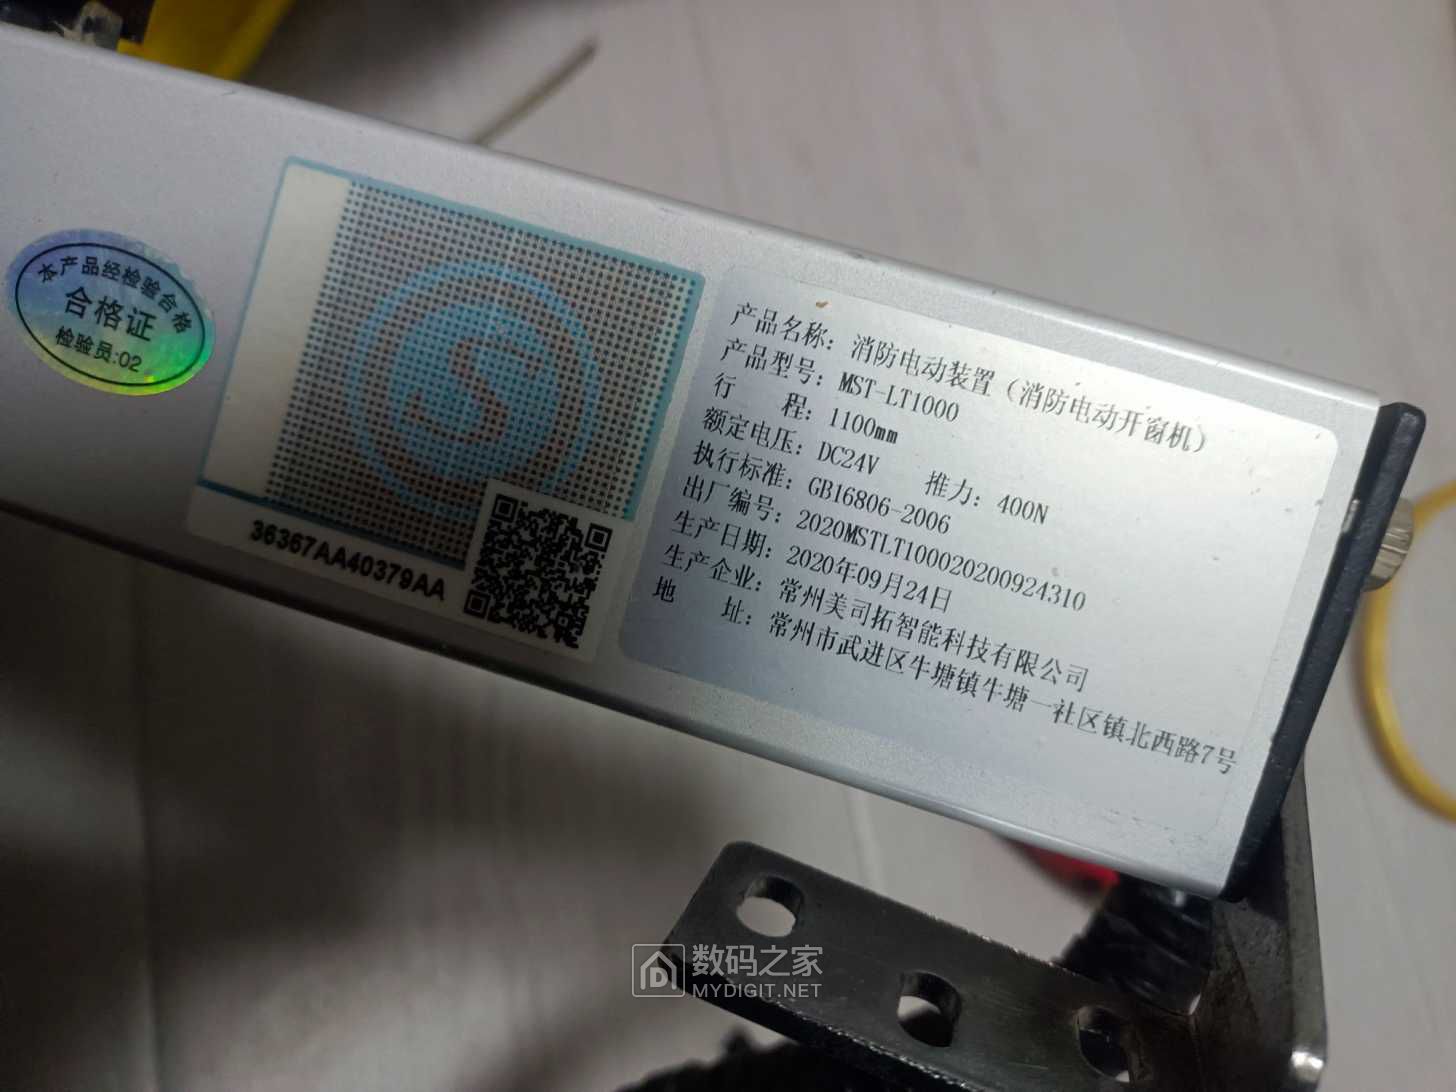 本产品经检验合格
合格证
检验员:02
S
36367AA40379AA
产品名称: 消防电动装置（消防电动开窗机）
产品型号: MST-LT1000
行 程: 1100mm
额定电压: DC24V 推力: 400N
执行标准: GB16806-2006
出厂编号: 2020MSTLT100020200924310
生产日期: 2020年09月24日
生产企业: 常州美司拓智能科技有限公司
地 址: 常州市武进区牛塘镇牛塘一社区镇北西路7号
数码之家
MYDIGIT.NET